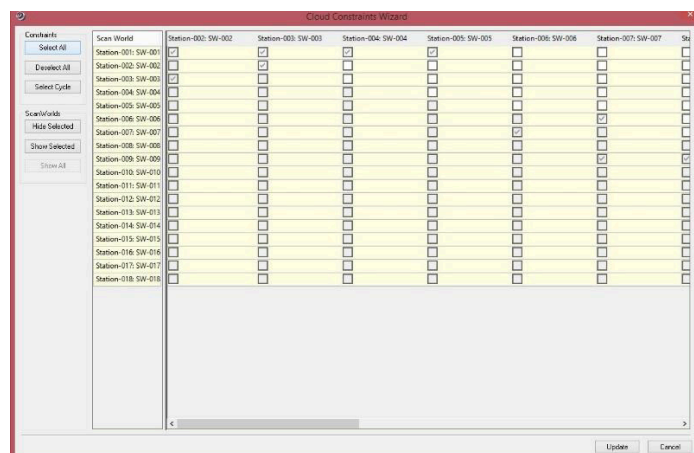 Cloud Constraints Wizard
Constraints
Select All
Deselect All
Select Cycle
ScanWorlds
Hide Selected
Show Selected
Show All
Scan World
Station-002: SW-002
Station-003: SW-003
Station-004: SW-004
Station-005: SW-005
Station-006: SW-006
Station-007: SW-007
Sta
Station-001: SW-001
Station-002: SW-002
Station-003: SW-003
Station-004: SW-004
Station-005: SW-005
Station-006: SW-006
Station-007: SW-007
Station-008: SW-008
Station-009: SW-009
Station-010: SW-010
Station-011: SW-011
Station-012: SW-012
Station-013: SW-013
Station-014: SW-014
Station-015: SW-015
Station-016: SW-016
Station-017: SW-017
Station-018: SW-018
Update
Cancel